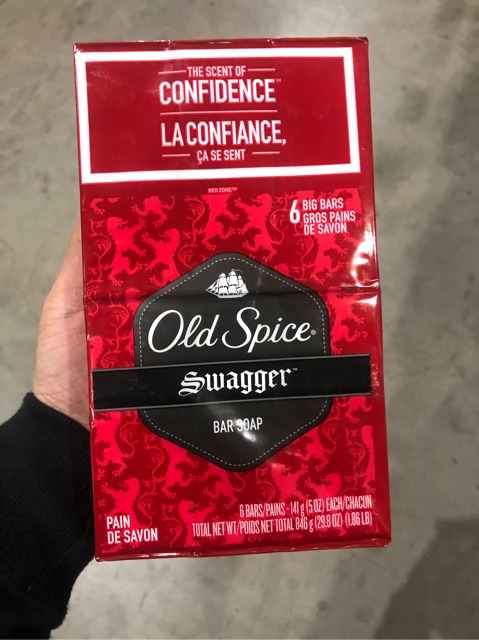 THE SCENT OF
CONFIDENCE™
LA CONFIANCE,
ÇA SE SENT
RED ZONE™
6 BIG BARS
GROS PAINS
DE SAVON
Old Spice®
Swagger™
BAR SOAP
6 BARS/PAINS - 141 g (5 OZ) EACH/CHACUN
TOTAL NET WT/POIDS NET TOTAL 846 g (29.8 OZ) (1.86 LB)
PAIN
DE SAVON